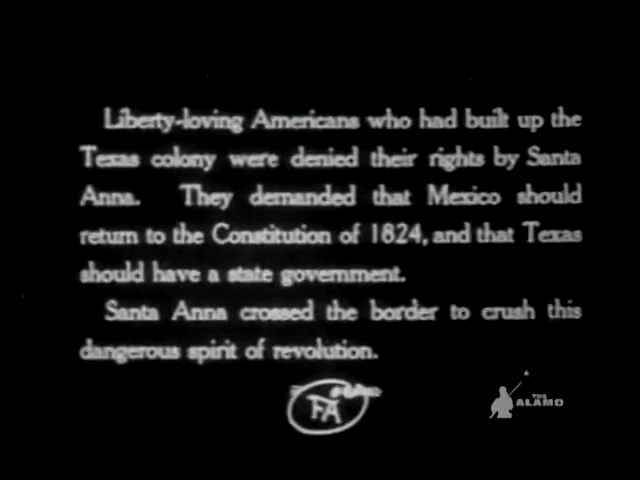 Liberty-loving Americans who had built up the
Texas colony were denied their rights by Santa
Anna. They demanded that Mexico should
return to the Constitution of 1824, and that Texas
should have a state government.
Santa Anna crossed the border to crush this
dangerous spirit of revolution.
FA
THE
ALAMO